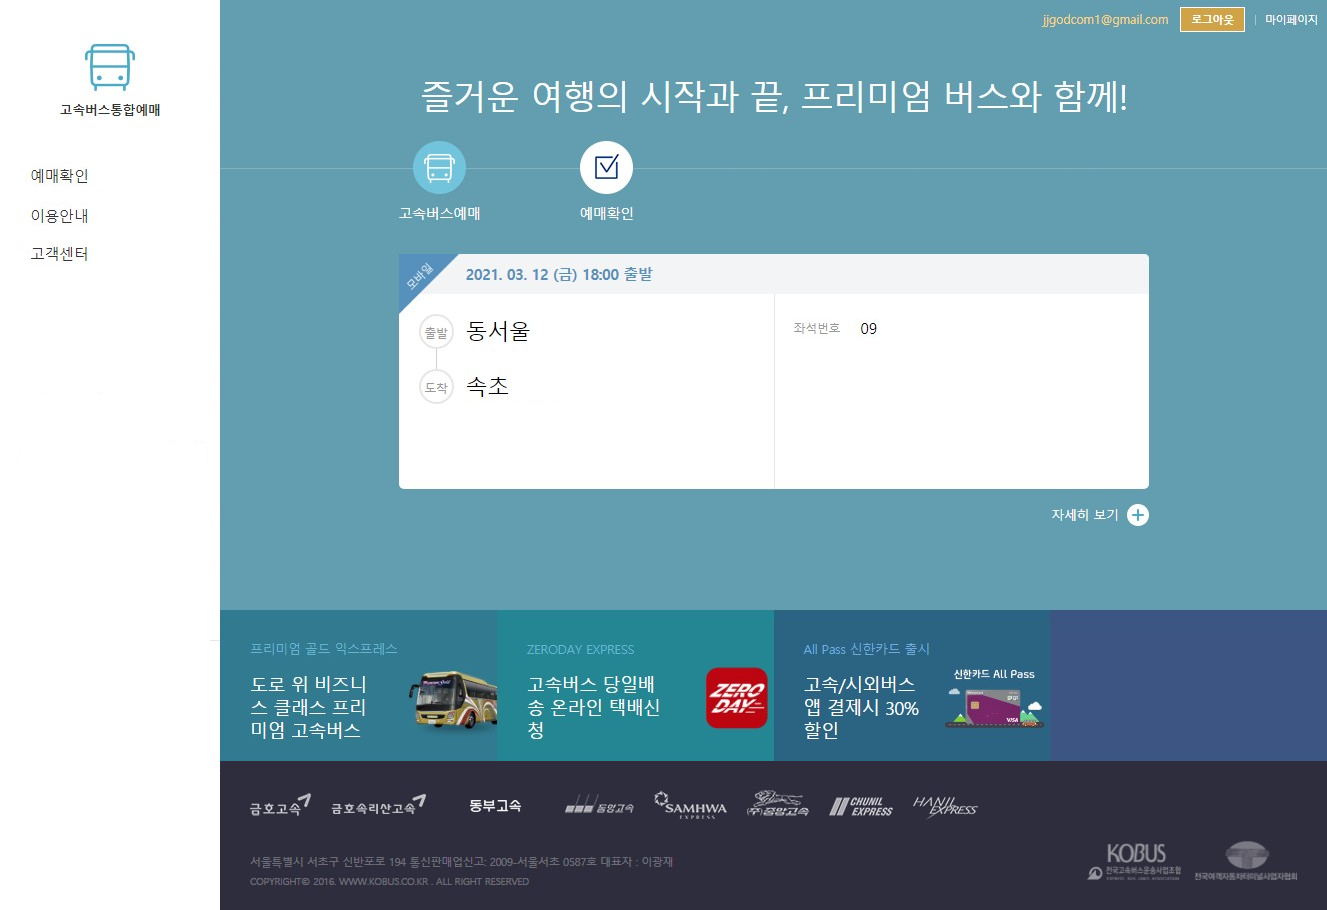 jjgodcom1@gmail.com 로그아웃 | 마이페이지
고속버스통합예매
예매확인
이용안내
고객센터
즐거운 여행의 시작과 끝, 프리미엄 버스와 함께!
고속버스예매
예매확인
모바일
2021. 03. 12 (금) 18:00 출발
출발 동서울
도착 속초
좌석번호 09
자세히 보기
프리미엄 골드 익스프레스
도로 위 비즈니
스 클래스 프리
미엄 고속버스
ZERODAY EXPRESS
고속버스 당일배
송 온라인 택배신
청
ZERO
DAY
All Pass 신한카드 출시
고속/시외버스
앱 결제시 30%
할인
신한카드 All Pass
VISA
금호고속
금호속리산고속
동부고속
동양고속
SAMHWA
EXPRESS
(주)중앙고속
CHUNIL
EXPRESS
HANIL
EXPRESS
서울특별시 서초구 신반포로 194 통신판매업신고: 2009-서울서초 0587호 대표자 : 이광재
COPYRIGHT© 2016. WWW.KOBUS.CO.KR . ALL RIGHT RESERVED
KOBUS
전국고속버스운송사업조합
전국여객자동차터미널사업자협회